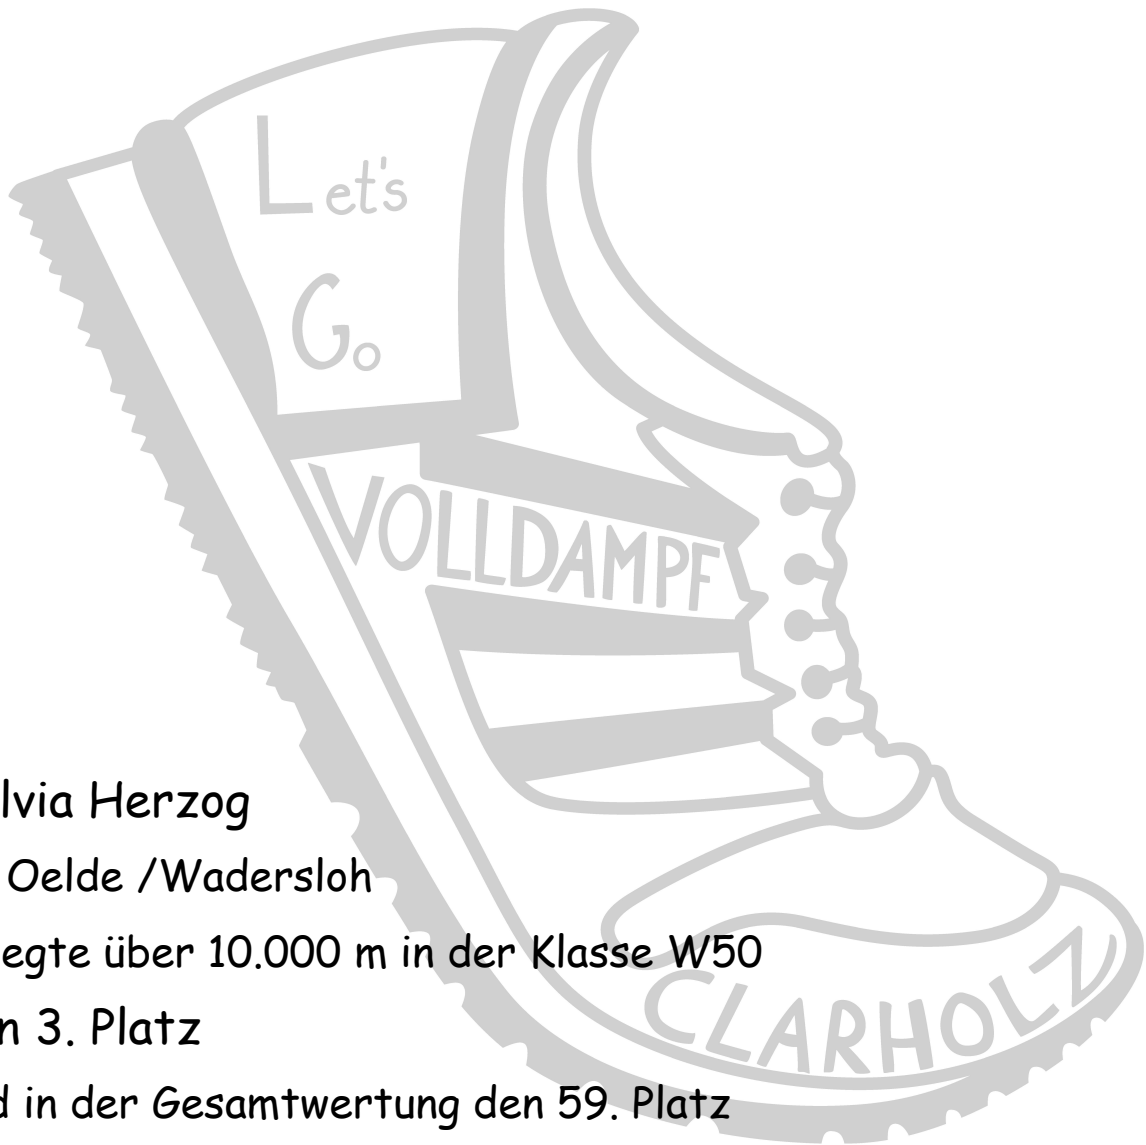 Let's
Go
VOLLDAMPF
lvia Herzog
Oelde /Wadersloh
egte über 10.000 m in der Klasse W50
n 3. Platz
d in der Gesamtwertung den 59. Platz
CLARHOLZ